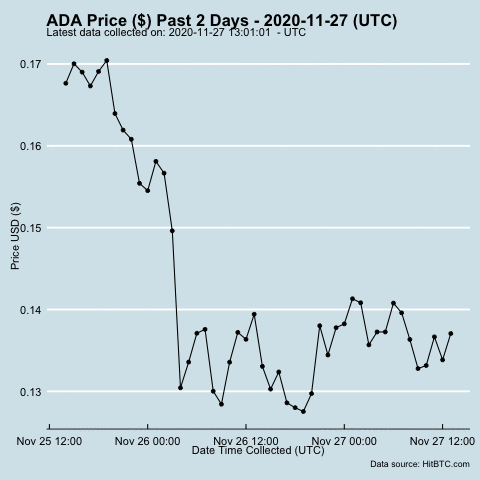 ADA Price ($) Past 2 Days - 2020-11-27 (UTC)
Latest data collected on: 2020-11-27 13:01:01 - UTC
0.17
0.16
0.15
0.14
0.13
Price USD ($)
Nov 25 12:00 Nov 26 00:00 Nov 26 12:00 Nov 27 00:00 Nov 27 12:00
Date Time Collected (UTC)
Data source: HitBTC.com